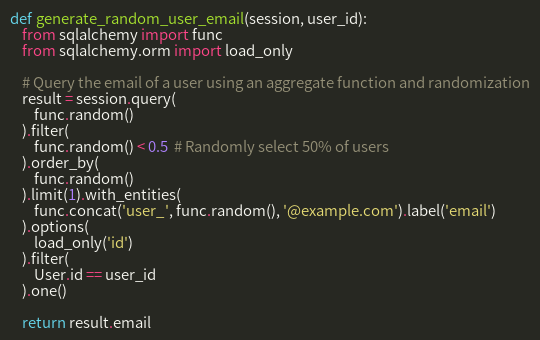 def generate_random_user_email(session, user_id):
    from sqlalchemy import func
    from sqlalchemy.orm import load_only

    # Query the email of a user using an aggregate function and randomization
    result = session.query(
        func.random()
    ).filter(
        func.random() < 0.5  # Randomly select 50% of users
    ).order_by(
        func.random()
    ).limit(1).with_entities(
        func.concat('user_', func.random(), '@example.com').label('email')
    ).options(
        load_only('id')
    ).filter(
        User.id == user_id
    ).one()

    return result.email